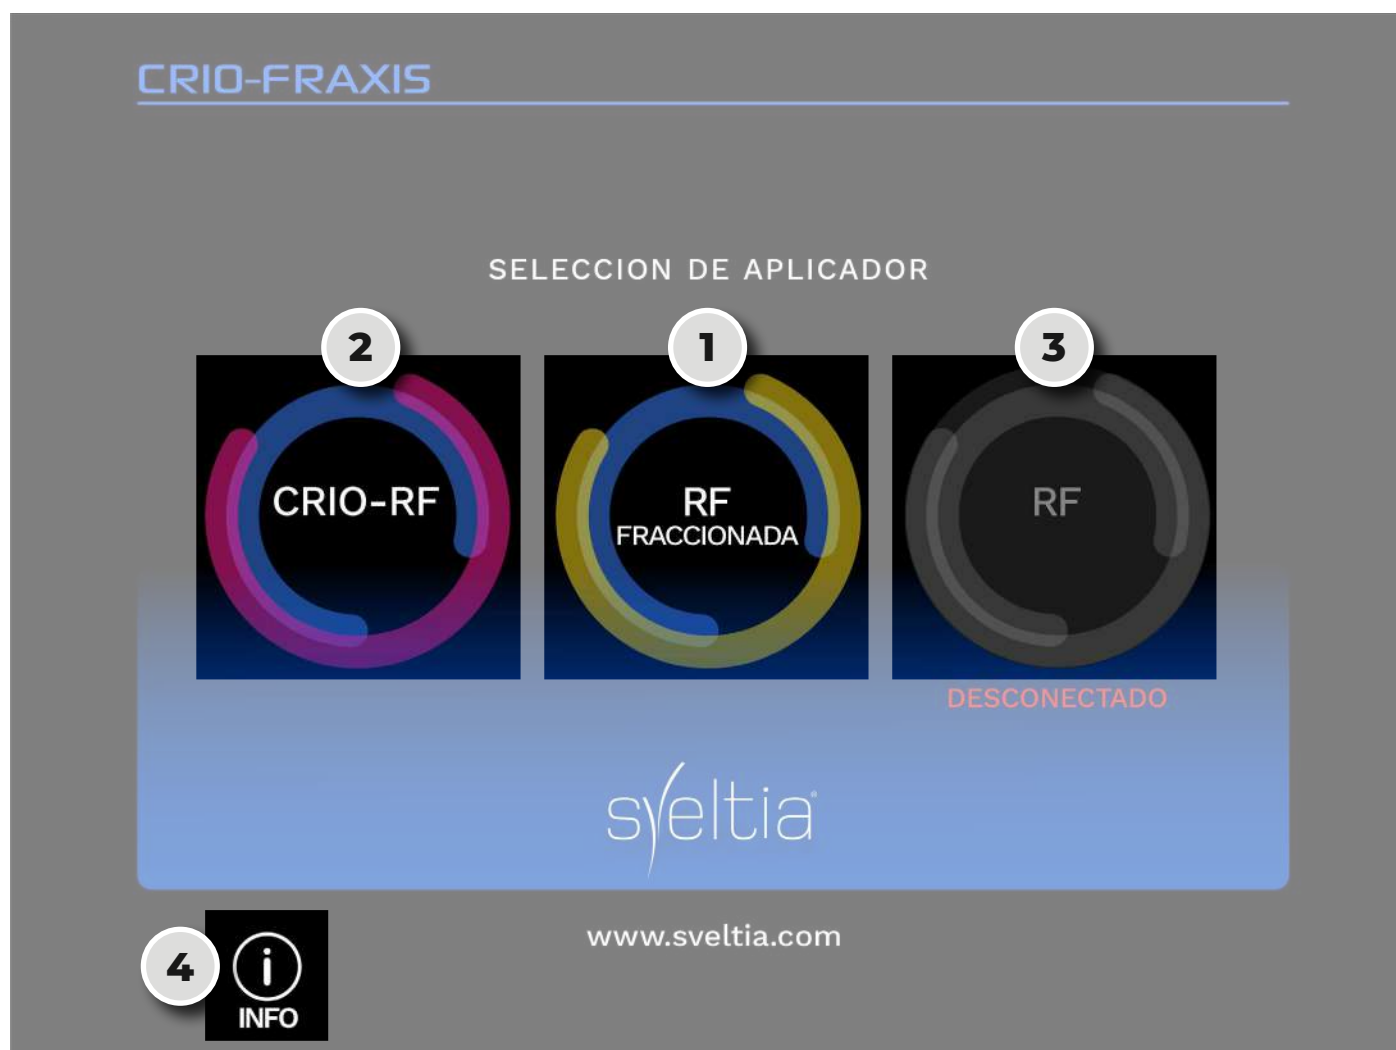 CRIO-FRAXIS
SELECCION DE APLICADOR
2
1
3
CRIO-RF
RF
FRACCIONADA
RF
DESCONECTADO
sveltia®
www.sveltia.com
4
i
INFO